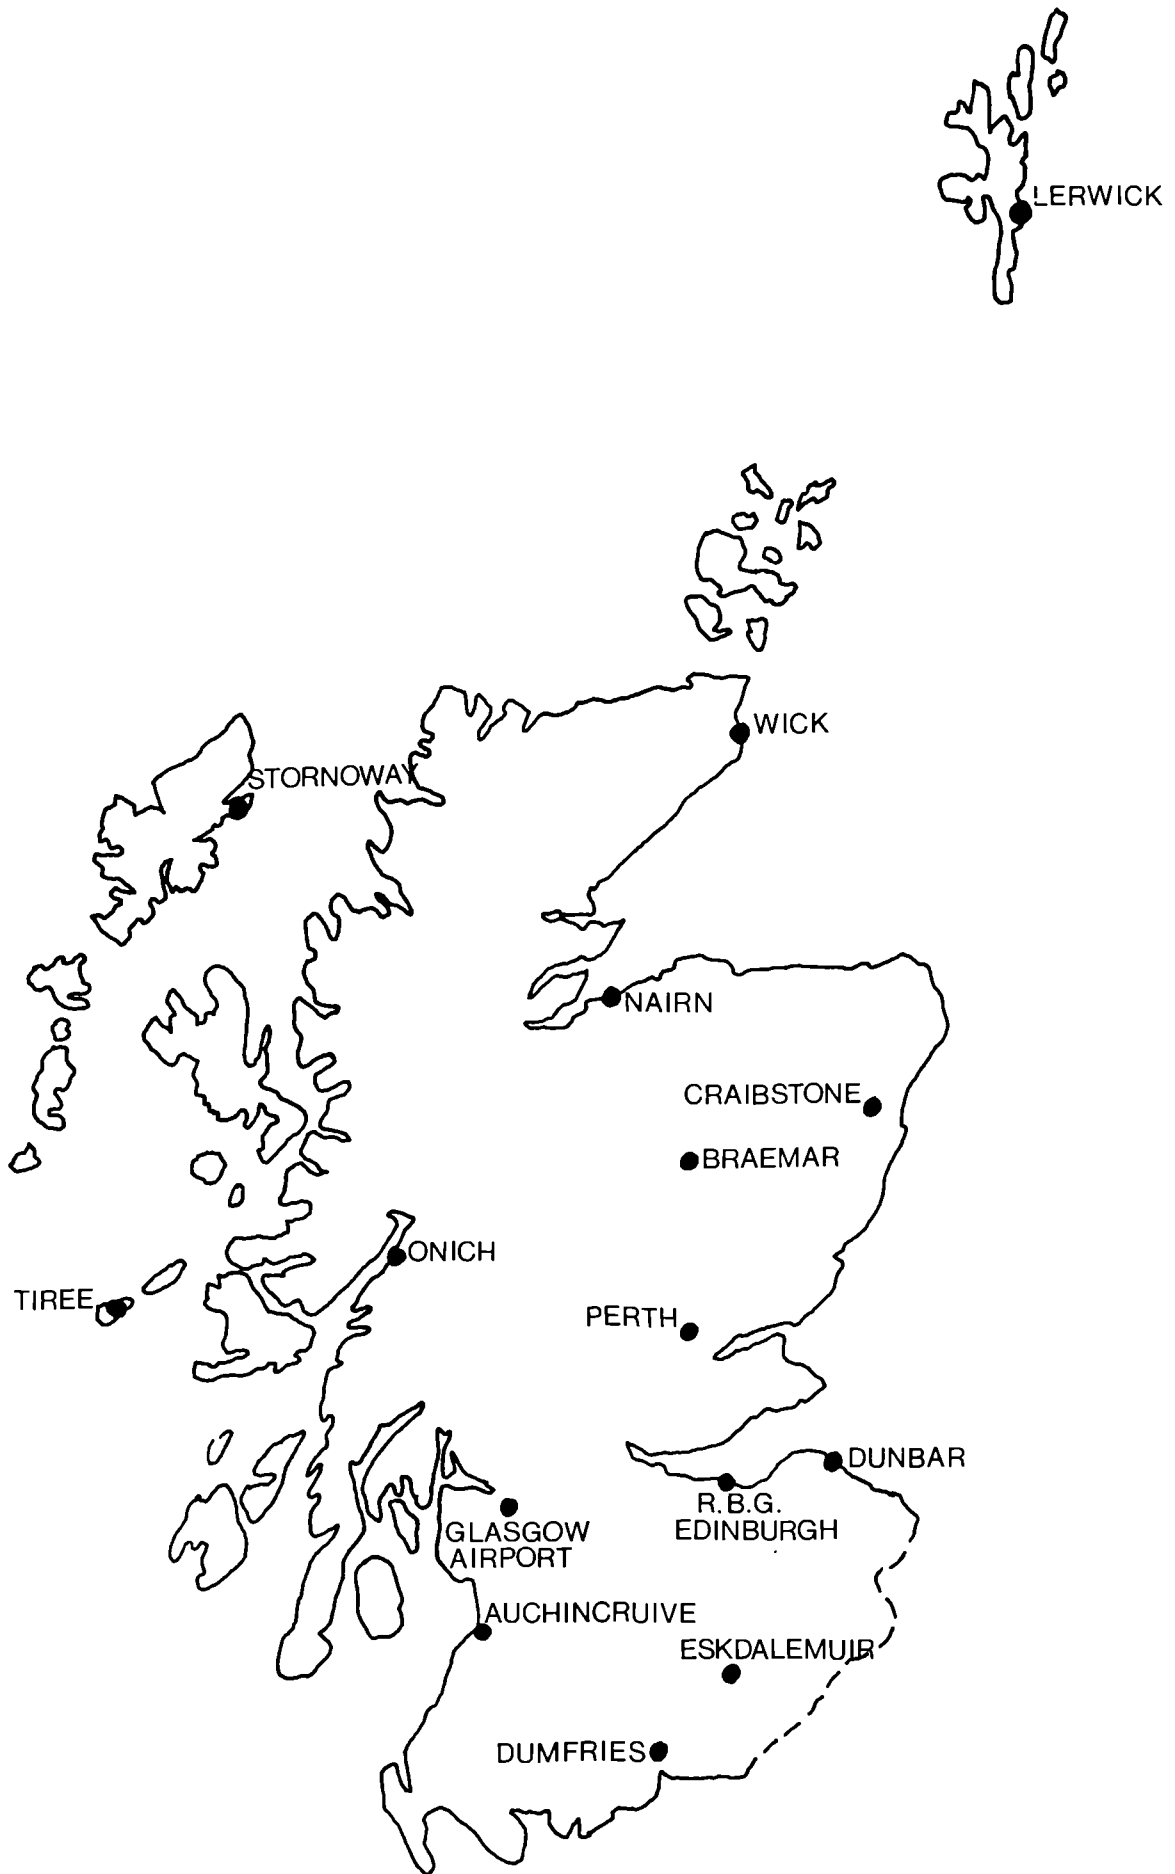 LERWICK
WICK
STORNOWAY
NAIRN
CRAIBSTONE
BRAEMAR
ONICH
TIREE
PERTH
DUNBAR
R.B.G.
EDINBURGH
GLASGOW
AIRPORT
AUCHINCRUIVE
ESKDALEMUIR
DUMFRIES